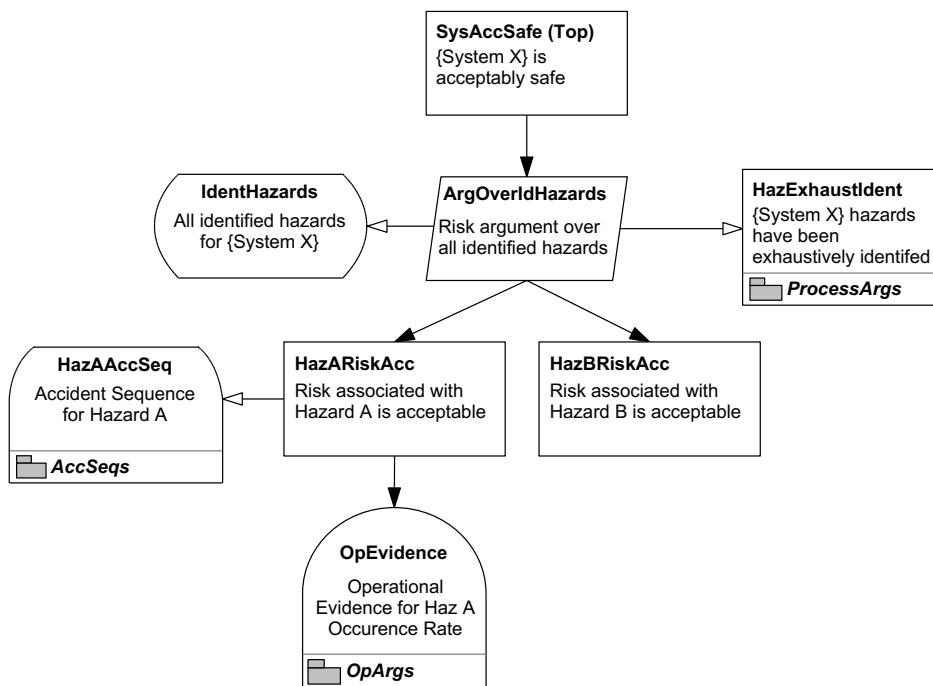 SysAccSafe (Top)
{System X} is
acceptably safe
IdentHazards
All identified hazards
for {System X}
ArgOverIdHazards
Risk argument over
all identified hazards
HazExhaustIdent
{System X} hazards
have been
exhaustively identifed
ProcessArgs
HazAAccSeq
Accident Sequence
for Hazard A
AccSeqs
HazARiskAcc
Risk associated with
Hazard A is acceptable
HazBRiskAcc
Risk associated with
Hazard B is acceptable
OpEvidence
Operational
Evidence for Haz A
Occurence Rate
OpArgs